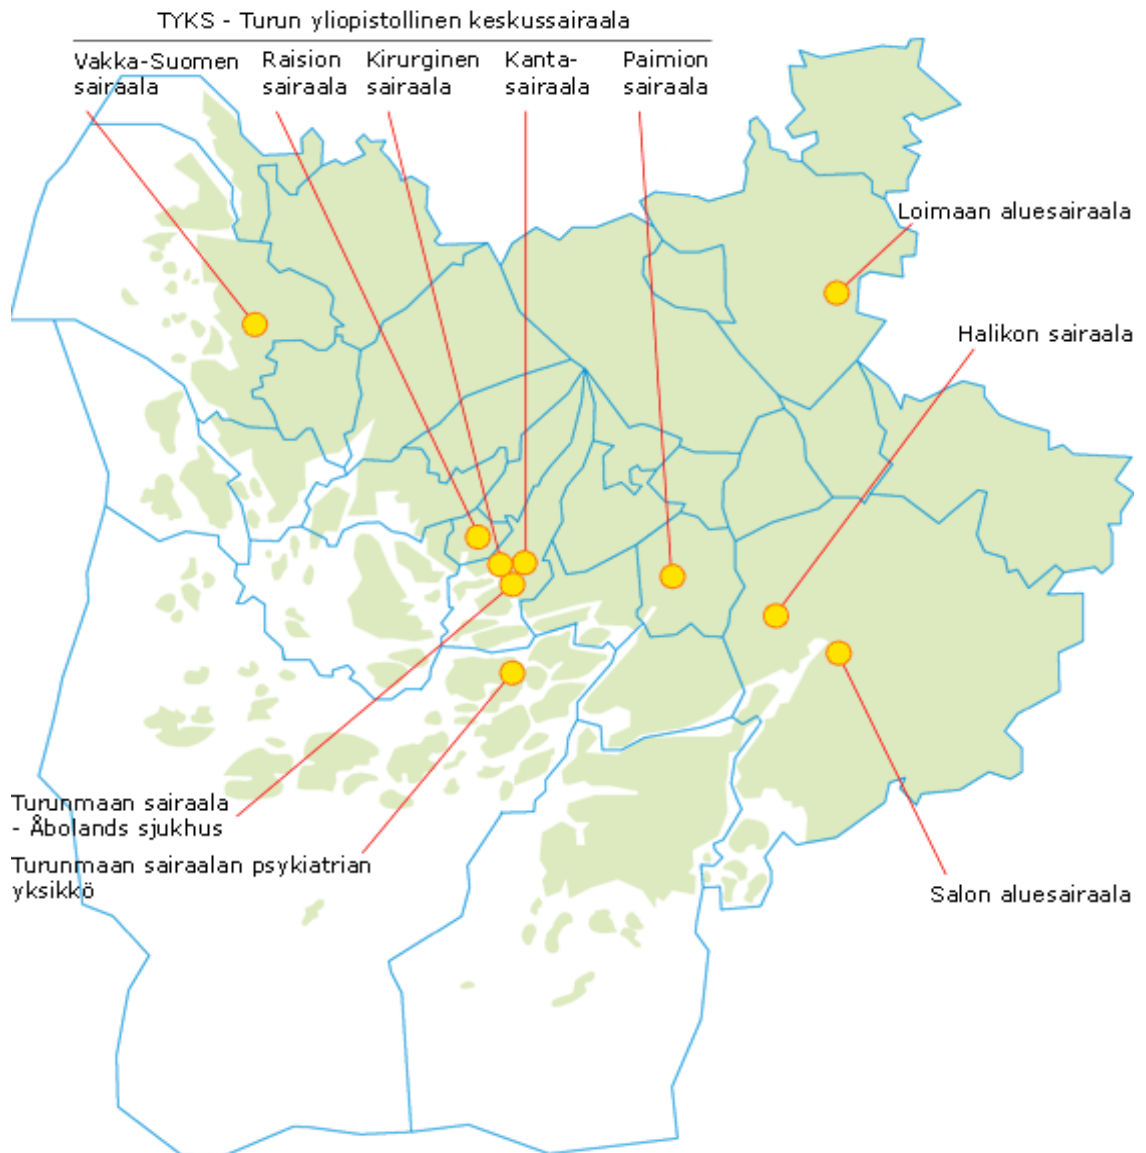 TYKS - Turun yliopistollinen keskussairaala
Vakka-Suomen
sairaala
Raision
sairaala
Kirurginen
sairaala
Kanta-
sairaala
Paimion
sairaala
Loimaan aluesairaala
Halikon sairaala
Turunmaan sairaala
- Åbolands sjukhus
Turunmaan sairaalan psykiatrian
yksikkö
Salon aluesairaala